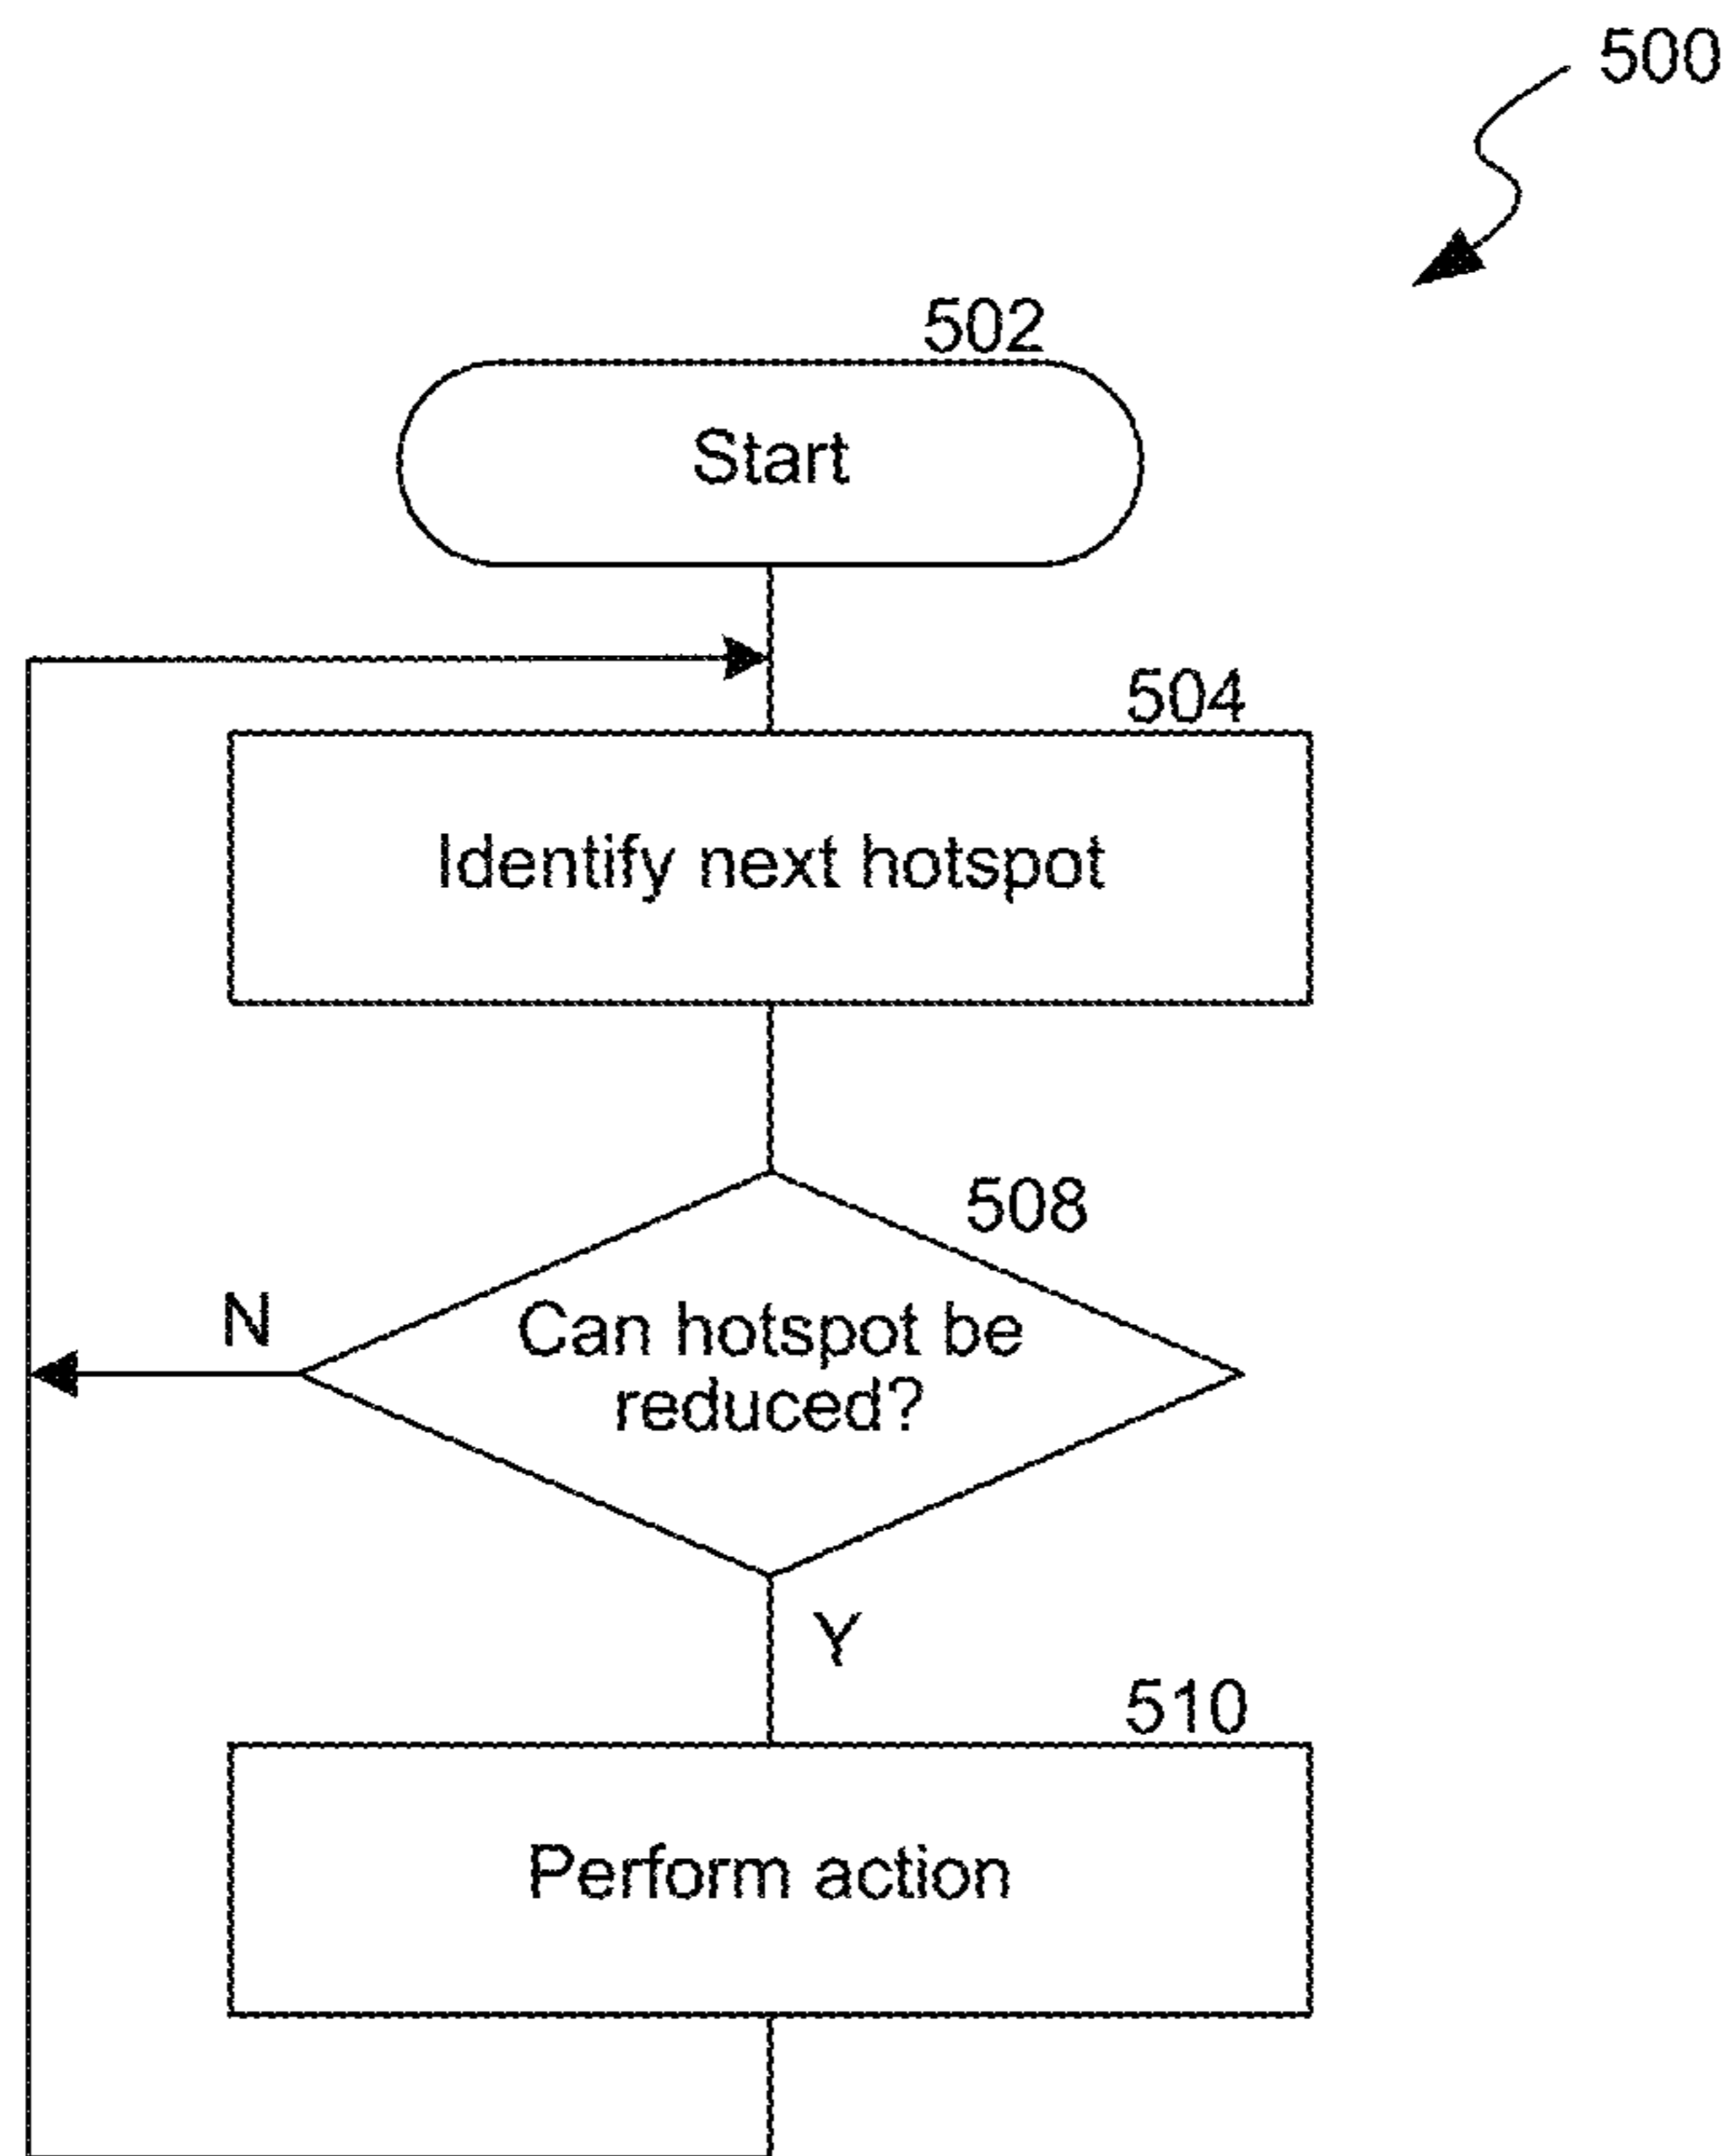 500
502
Start
504
Identify next hotspot
508
Can hotspot be
reduced?
N
Y
510
Perform action